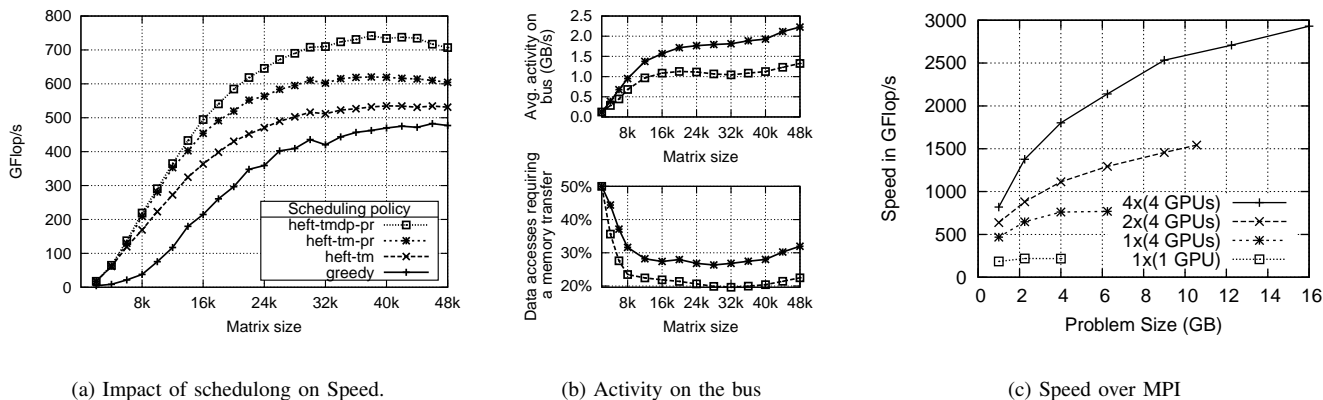 800
700
600
500
400
300
200
100
0
GFlop/s
8k 16k 24k 32k 40k 48k
Matrix size
Scheduling policy
heft-tmdp-pr
heft-tm-pr
heft-tm
greedy
(a) Impact of schedulong on Speed.
2.5
2.0
1.5
1.0
0.5
0.0
Avg. activity on
bus (GB/s)
8k 16k 24k 32k 40k 48k
Matrix size
50%
40%
30%
20%
Data accesses requiring
a memory transfer
8k 16k 24k 32k 40k 48k
Matrix size
(b) Activity on the bus
3000
2500
2000
1500
1000
500
0
Speed in GFlop/s
0 2 4 6 8 10 12 14 16
Problem Size (GB)
4x(4 GPUs)
2x(4 GPUs)
1x(4 GPUs)
1x(1 GPU)
(c) Speed over MPI